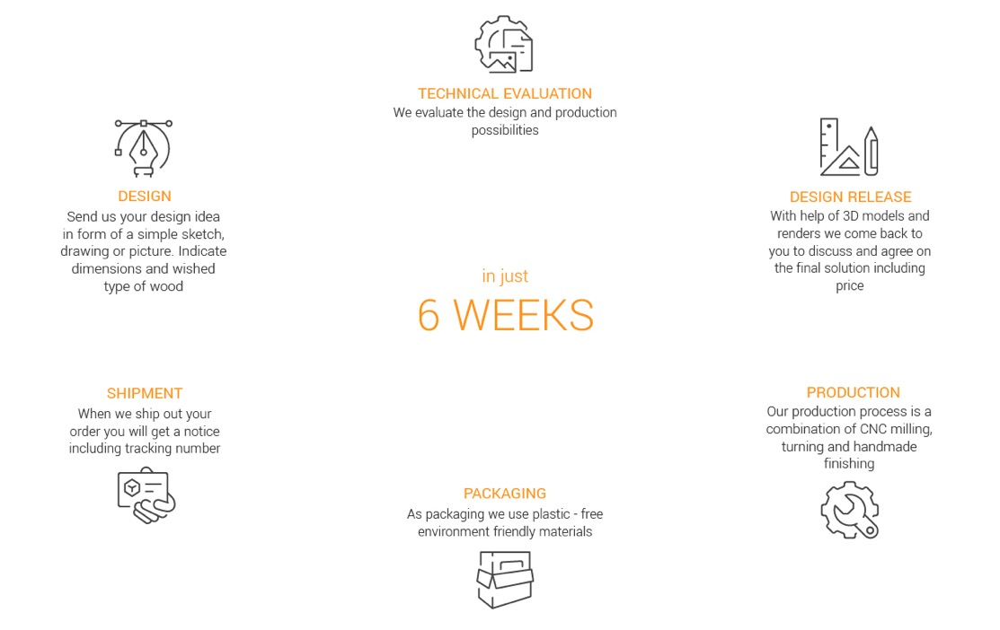 TECHNICAL EVALUATION
We evaluate the design and production
possibilities
DESIGN
Send us your design idea
in form of a simple sketch,
drawing or picture. Indicate
dimensions and wished
type of wood
DESIGN RELEASE
With help of 3D models and
renders we come back to
you to discuss and agree on
the final solution including
price
in just
6 WEEKS
SHIPMENT
When we ship out your
order you will get a notice
including tracking number
PRODUCTION
Our production process is a
combination of CNC milling,
turning and handmade
finishing
PACKAGING
As packaging we use plastic - free
environment friendly materials